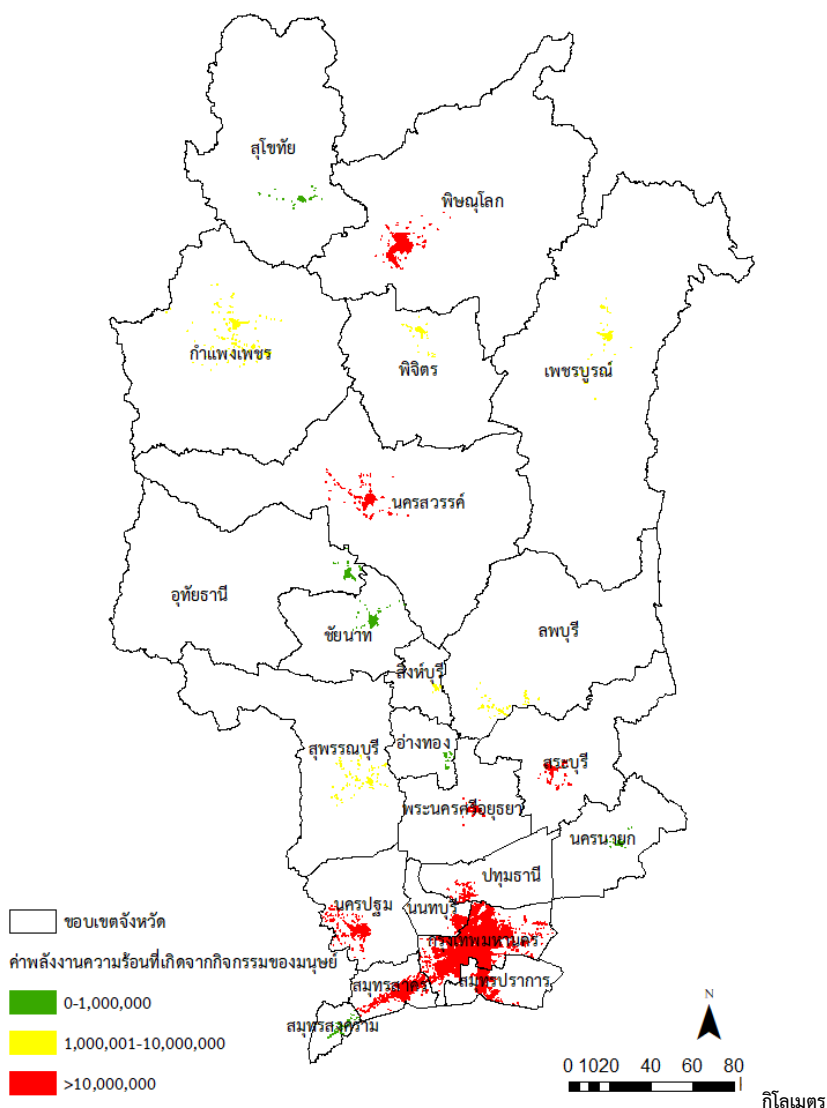 สุโขทัย
พิษณุโลก
กำแพงเพชร
พิจิตร
เพชรบูรณ์
นครสวรรค์
อุทัยธานี
ชัยนาท
ลพบุรี
สิงห์บุรี
สุพรรณบุรี
อ่างทอง
สระบุรี
พระนครศรีอยุธยา
นครนายก
ปทุมธานี
นครปฐม
นนทบุรี
กรุงเทพมหานคร
สมุทรสาคร
สมุทรปราการ
สมุทรสงคราม
ขอบเขตจังหวัด
ค่าพลังงานความร้อนที่เกิดจากกิจกรรมของมนุษย์
0-1,000,000
1,000,001-10,000,000
>10,000,000
N
0 1020 40 60 80
กิโลเมตร